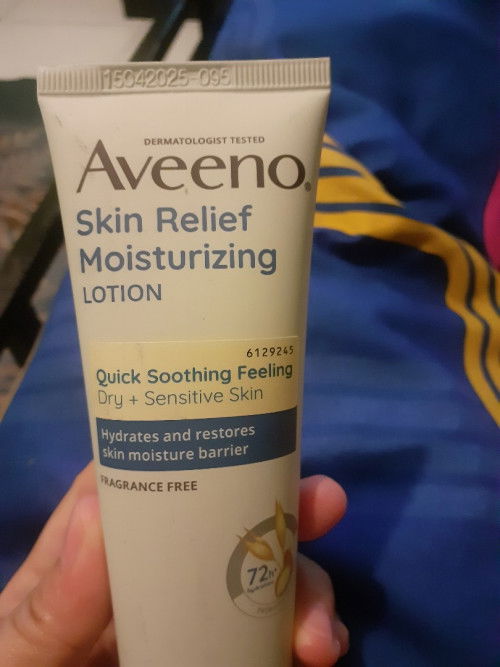 15042025-095
DERMATOLOGIST TESTED
Aveeno.
Skin Relief
Moisturizing
LOTION
6129245
Quick Soothing Feeling
Dry + Sensitive Skin
Hydrates and restores
skin moisture barrier
FRAGRANCE FREE
72h*